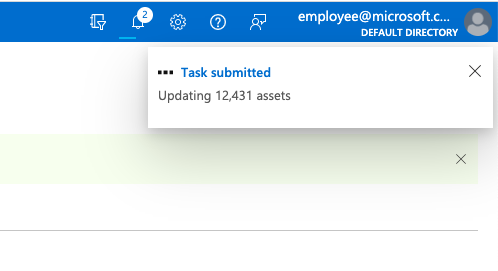 2
employee@microsoft.c...
DEFAULT DIRECTORY
Task submitted
Updating 12,431 assets